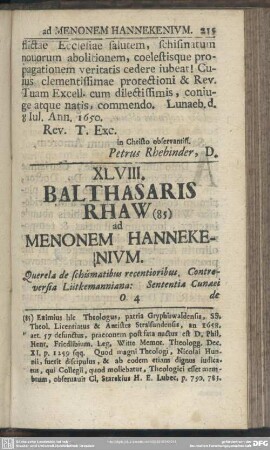 ad MENONEM HANNEKENIVM. 215
flictae Ecclesiae salutem, schismatum
nouorum abolitionem, coelestisque pro-
pagationem veritatis cedere iubeat! Cu-
ius clementissimae protectioni & Rev.
Tuam Excell. cum dilectissimis, coniu-
ge atque natis, commendo. Lunaeb. d.
8 Iul. Ann. 1650.
Rev. T. Exc.
in Christo observantiss.
Petrus Rhebinder, D.
XLVIII.
BALTHASARIS
RHAW (85)
ad
MENONEM HANNEKE-
NIVM.
Querela de schismatibus recentioribus. Contro-
versia Lütkemanniana: Sententia Cunaei
O 4 de
(85) Eximius hic Theologus, patria Gryphiswaldensis, SS.
Theol. Licentiatus & Antistes Stralsundensis, an 1658,
aet. 57 defunctus, praeconem post fata nactus est D. Phil.
Henr. Friedlibium. Leg. Witte Memor. Theologg. Dec.
XI. p. 1259 sqq. Quod magni Theologi, Nicolai Hun-
nii, fuerit discipulus, & ab eodem etiam dignus iudica-
tus, qui Collegii, quod moliebatur, Theologici esset mem-
brum, observauit Cl. Starckius H. E. Lubec. p. 750. 785.